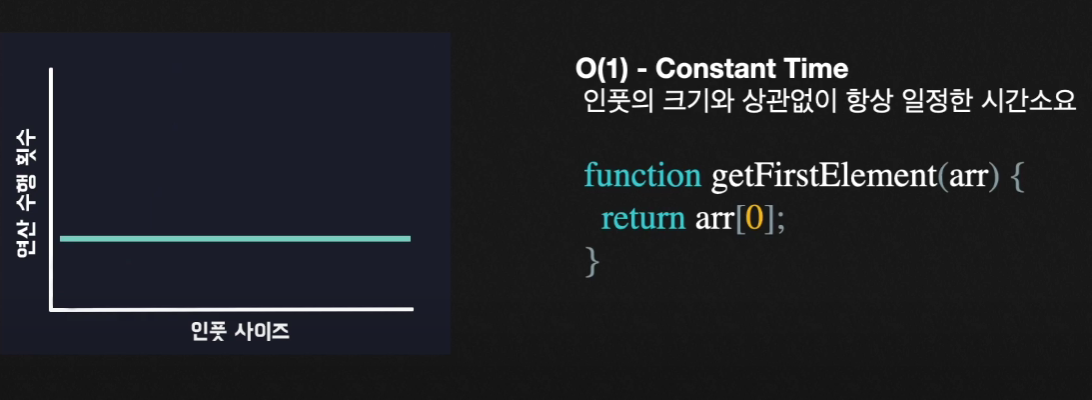 연산 수행 횟수
인풋 사이즈
O(1) - Constant Time
인풋의 크기와 상관없이 항상 일정한 시간소요
function getFirstElement(arr) {
return arr[0];
}